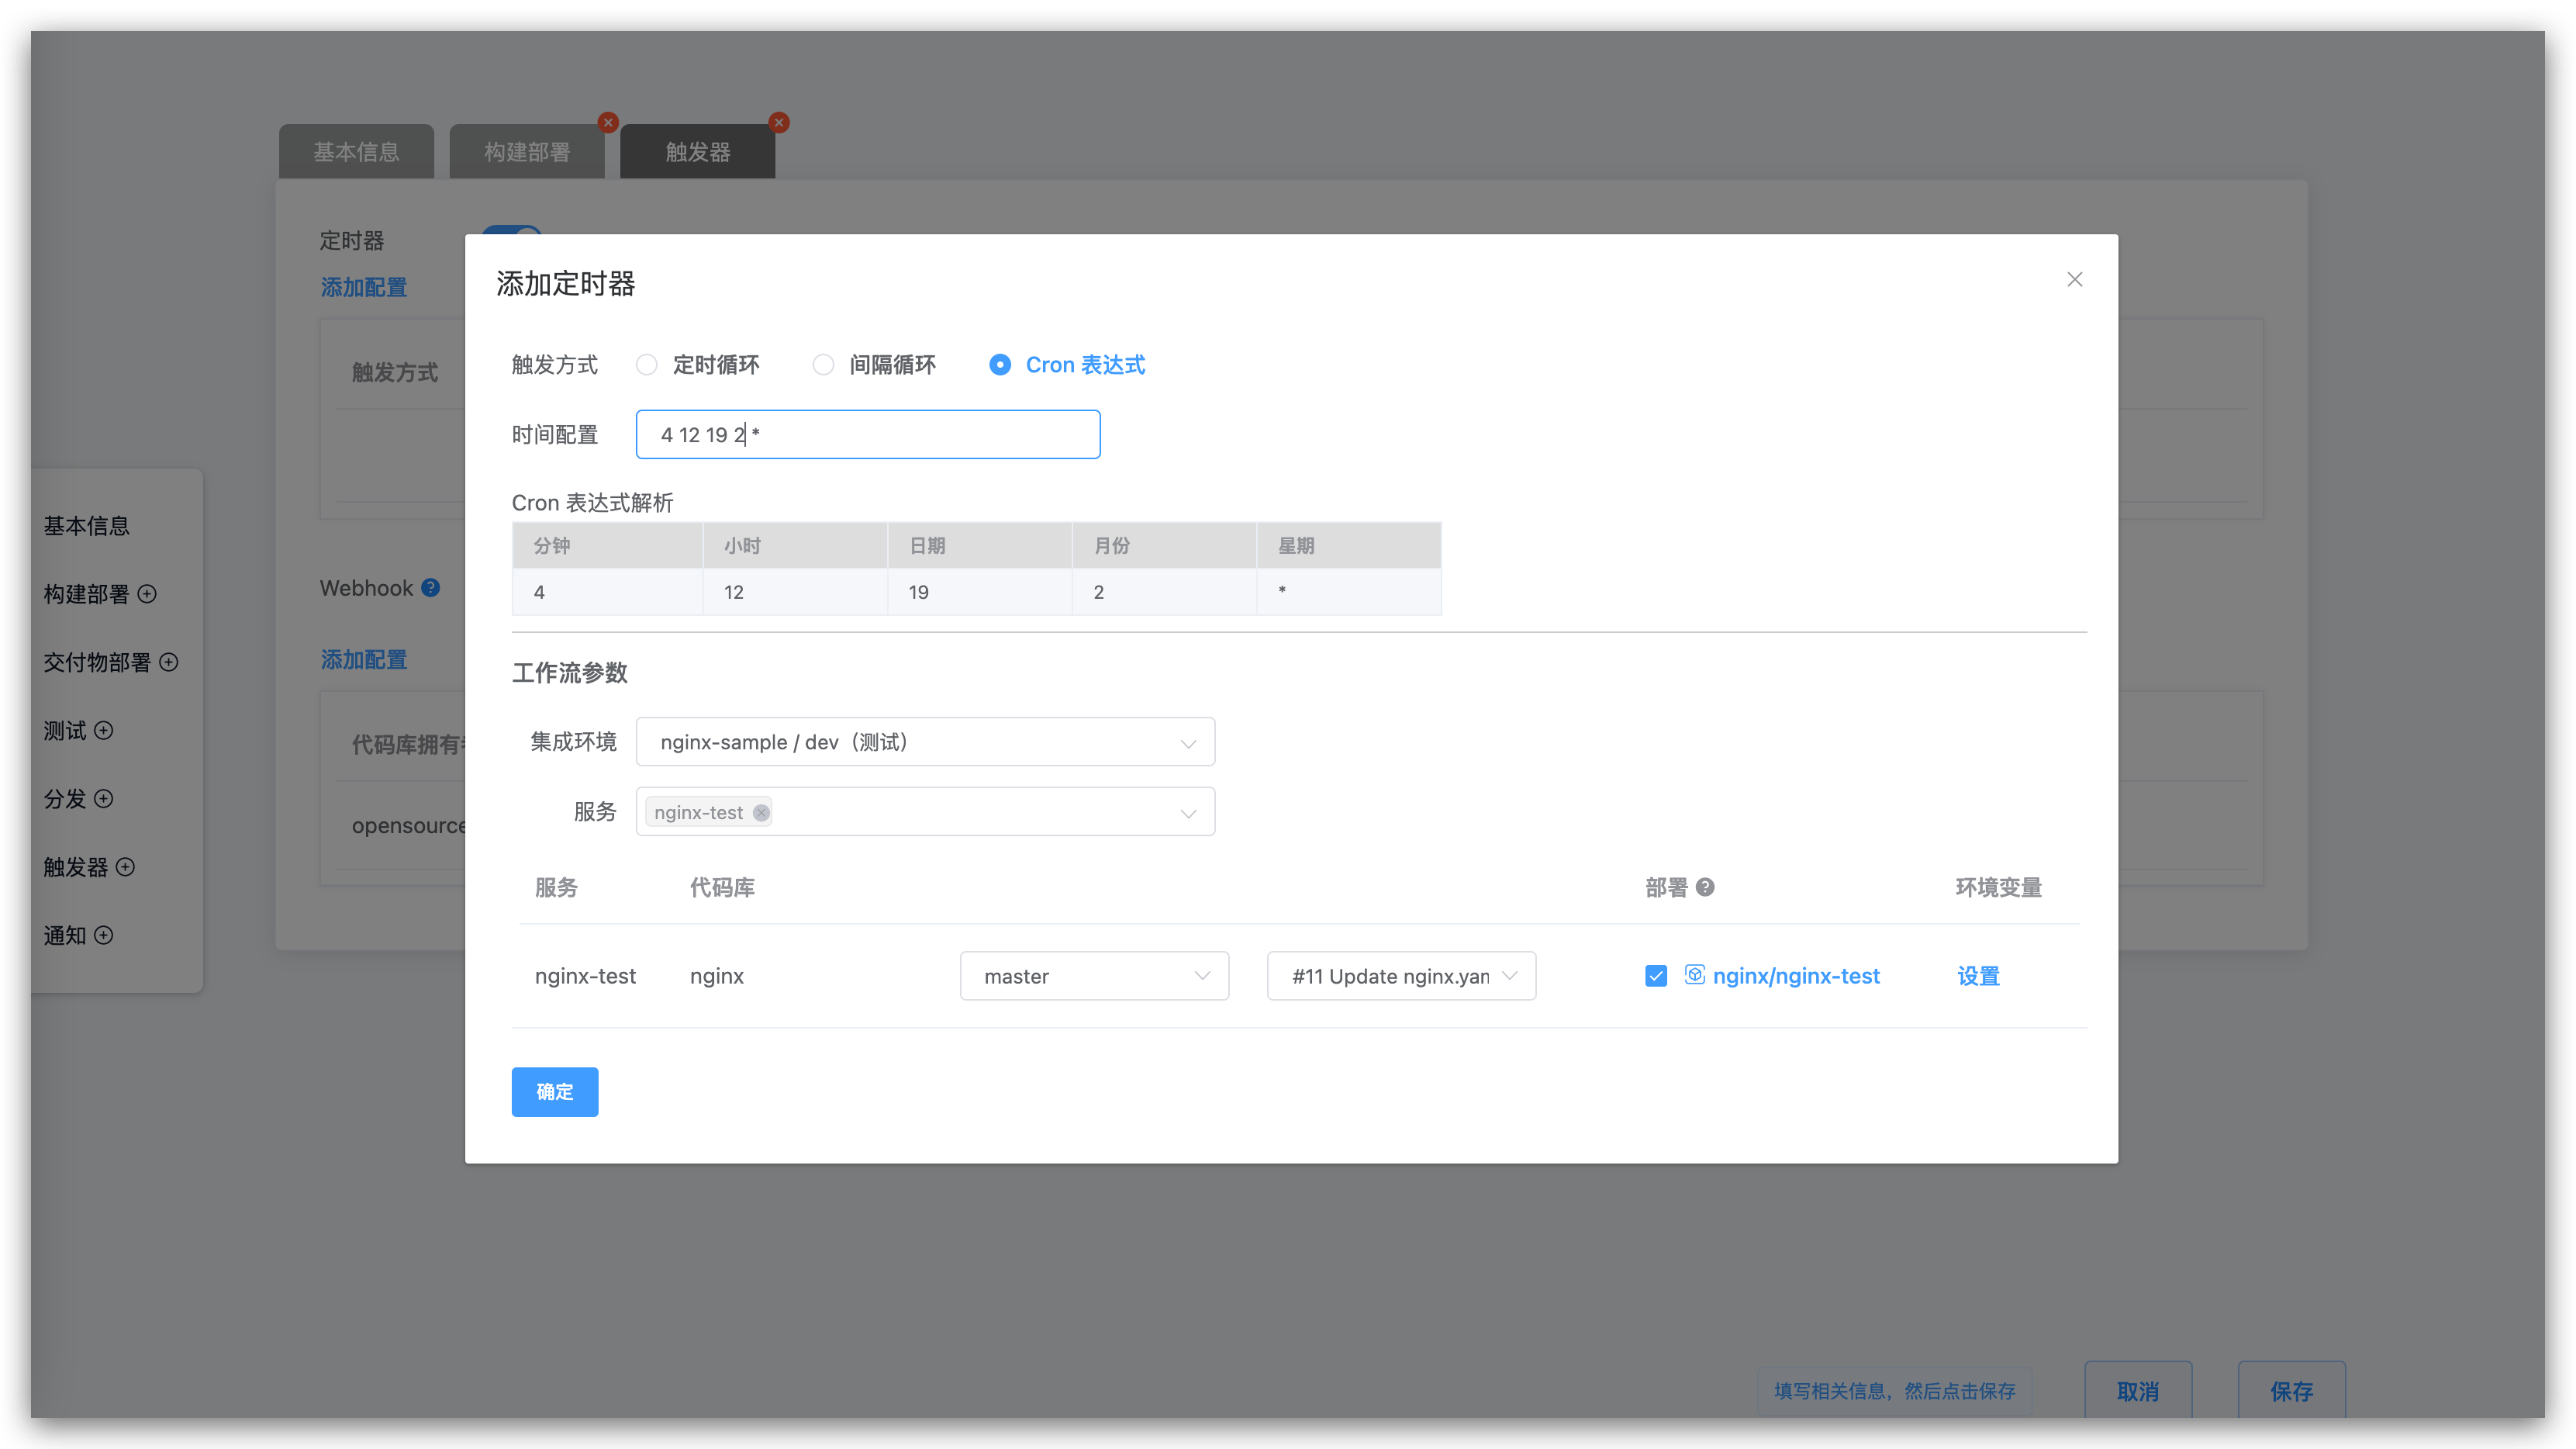 基本信息
构建部署
触发器
定时器
添加配置
触发方式
Webhook ?
添加配置
代码库拥有
opensource
基本信息
构建部署
交付物部署
测试
分发
触发器
通知
添加定时器
触发方式 定时循环 间隔循环 Cron 表达式
时间配置 4 12 19 2 *
Cron 表达式解析
分钟 小时 日期 月份 星期
4 12 19 2 *
工作流参数
集成环境 nginx-sample / dev（测试）
服务 nginx-test
服务 代码库 部署 ? 环境变量
nginx-test nginx master #11 Update nginx.yan nginx/nginx-test 设置
确定
填写相关信息，然后点击保存 取消 保存